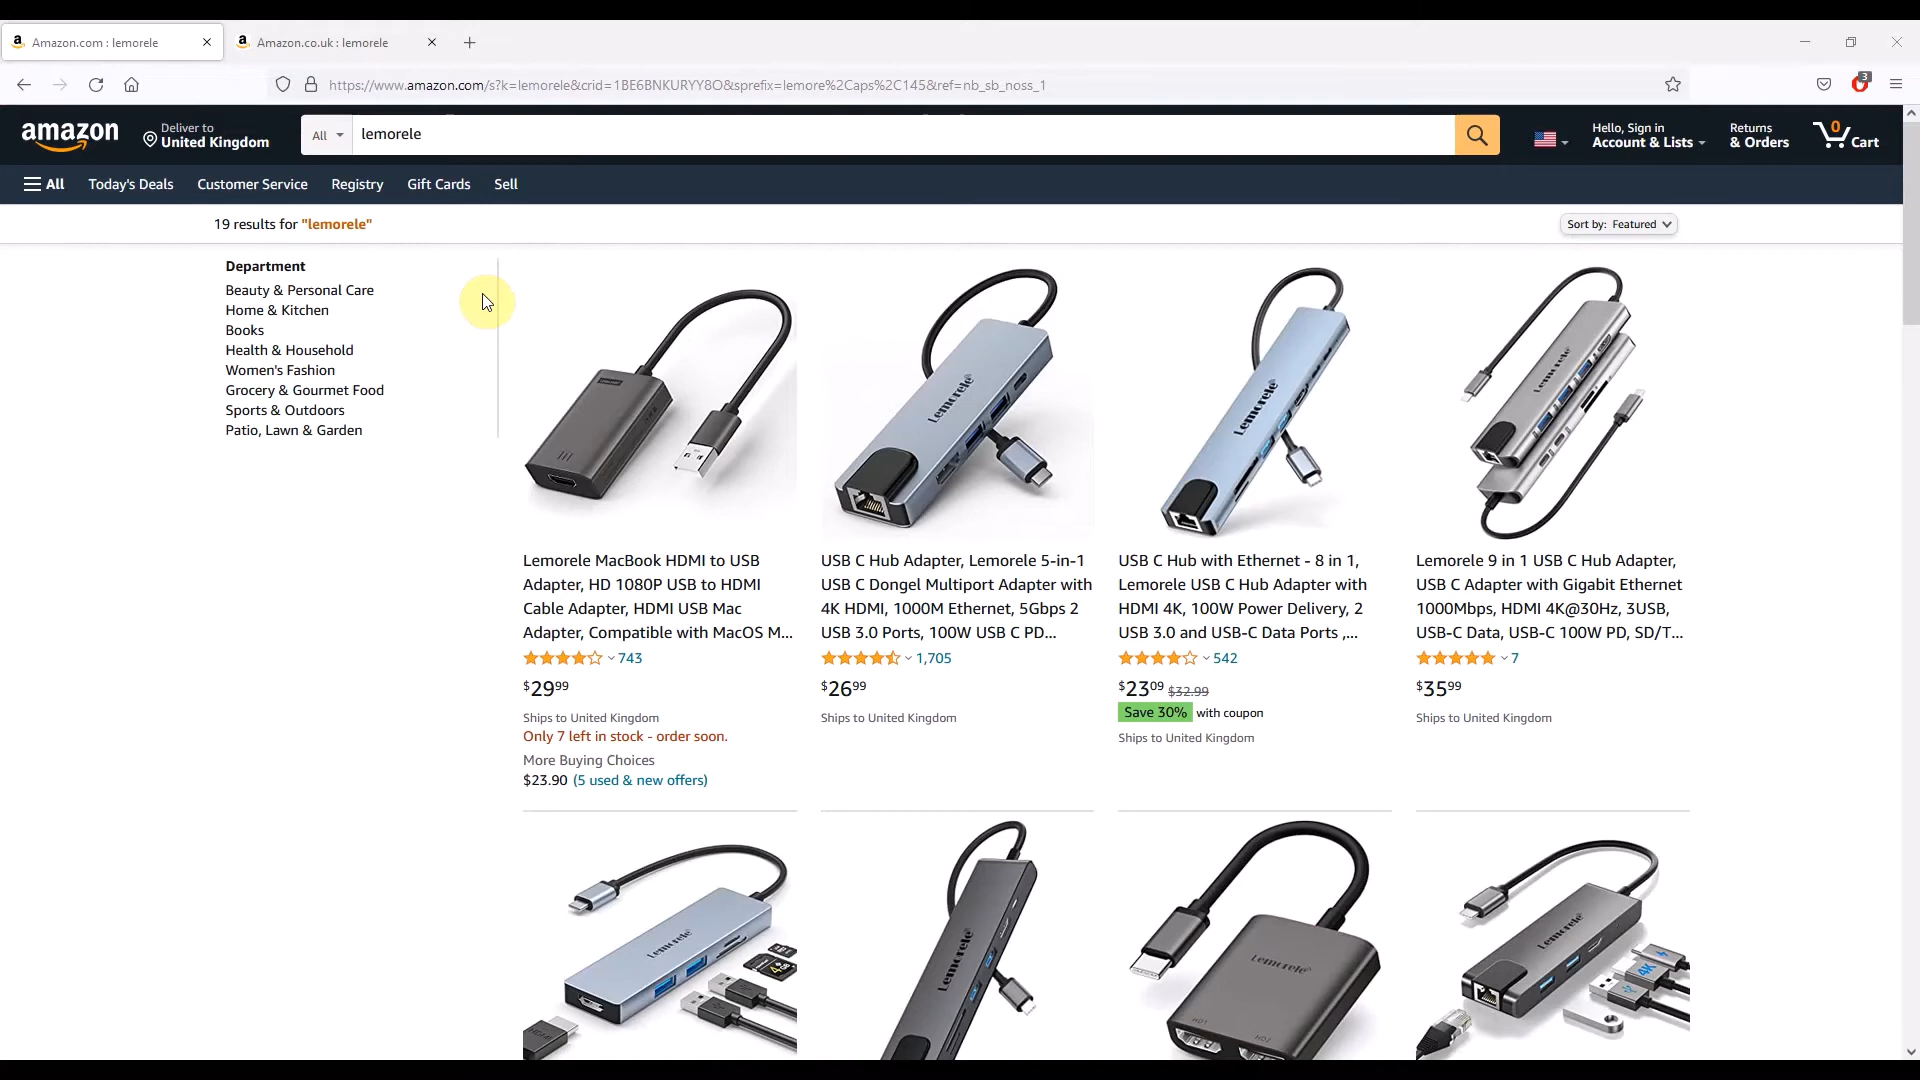 Amazon.com : lemorele
Amazon.co.uk : lemorele
https://www.amazon.com/s?k=lemorele&crid=1BE6BNKURYY8O&sprefix=lemore%2Caps%2C145&ref=nb_sb_noss_1
3
amazon
Deliver to
United Kingdom
All
lemorele
Hello, Sign in
Account & Lists
Returns
& Orders
0
Cart
All
Today's Deals
Customer Service
Registry
Gift Cards
Sell
19 results for "lemorele"
Sort by: Featured
Department
Beauty & Personal Care
Home & Kitchen
Books
Health & Household
Women's Fashion
Grocery & Gourmet Food
Sports & Outdoors
Patio, Lawn & Garden
Lemorele
Lemorele
Lemorele
Lemorele MacBook HDMI to USB
Adapter, HD 1080P USB to HDMI
Cable Adapter, HDMI USB Mac
Adapter, Compatible with MacOS M...
743
$29.99
Ships to United Kingdom
Only 7 left in stock - order soon.
More Buying Choices
$23.90 (5 used & new offers)
USB C Hub Adapter, Lemorele 5-in-1
USB C Dongel Multiport Adapter with
4K HDMI, 1000M Ethernet, 5Gbps 2
USB 3.0 Ports, 100W USB C PD...
1,705
$26.99
Ships to United Kingdom
USB C Hub with Ethernet - 8 in 1,
Lemorele USB C Hub Adapter with
HDMI 4K, 100W Power Delivery, 2
USB 3.0 and USB-C Data Ports ,...
542
$23.09 $32.99
Save 30% with coupon
Ships to United Kingdom
Lemorele 9 in 1 USB C Hub Adapter,
USB C Adapter with Gigabit Ethernet
1000Mbps, HDMI 4K@30Hz, 3USB,
USB-C Data, USB-C 100W PD, SD/T...
7
$35.99
Ships to United Kingdom
Lemorele
Lemorele
Lemorele
HD1
HD2
Lemorele
4K